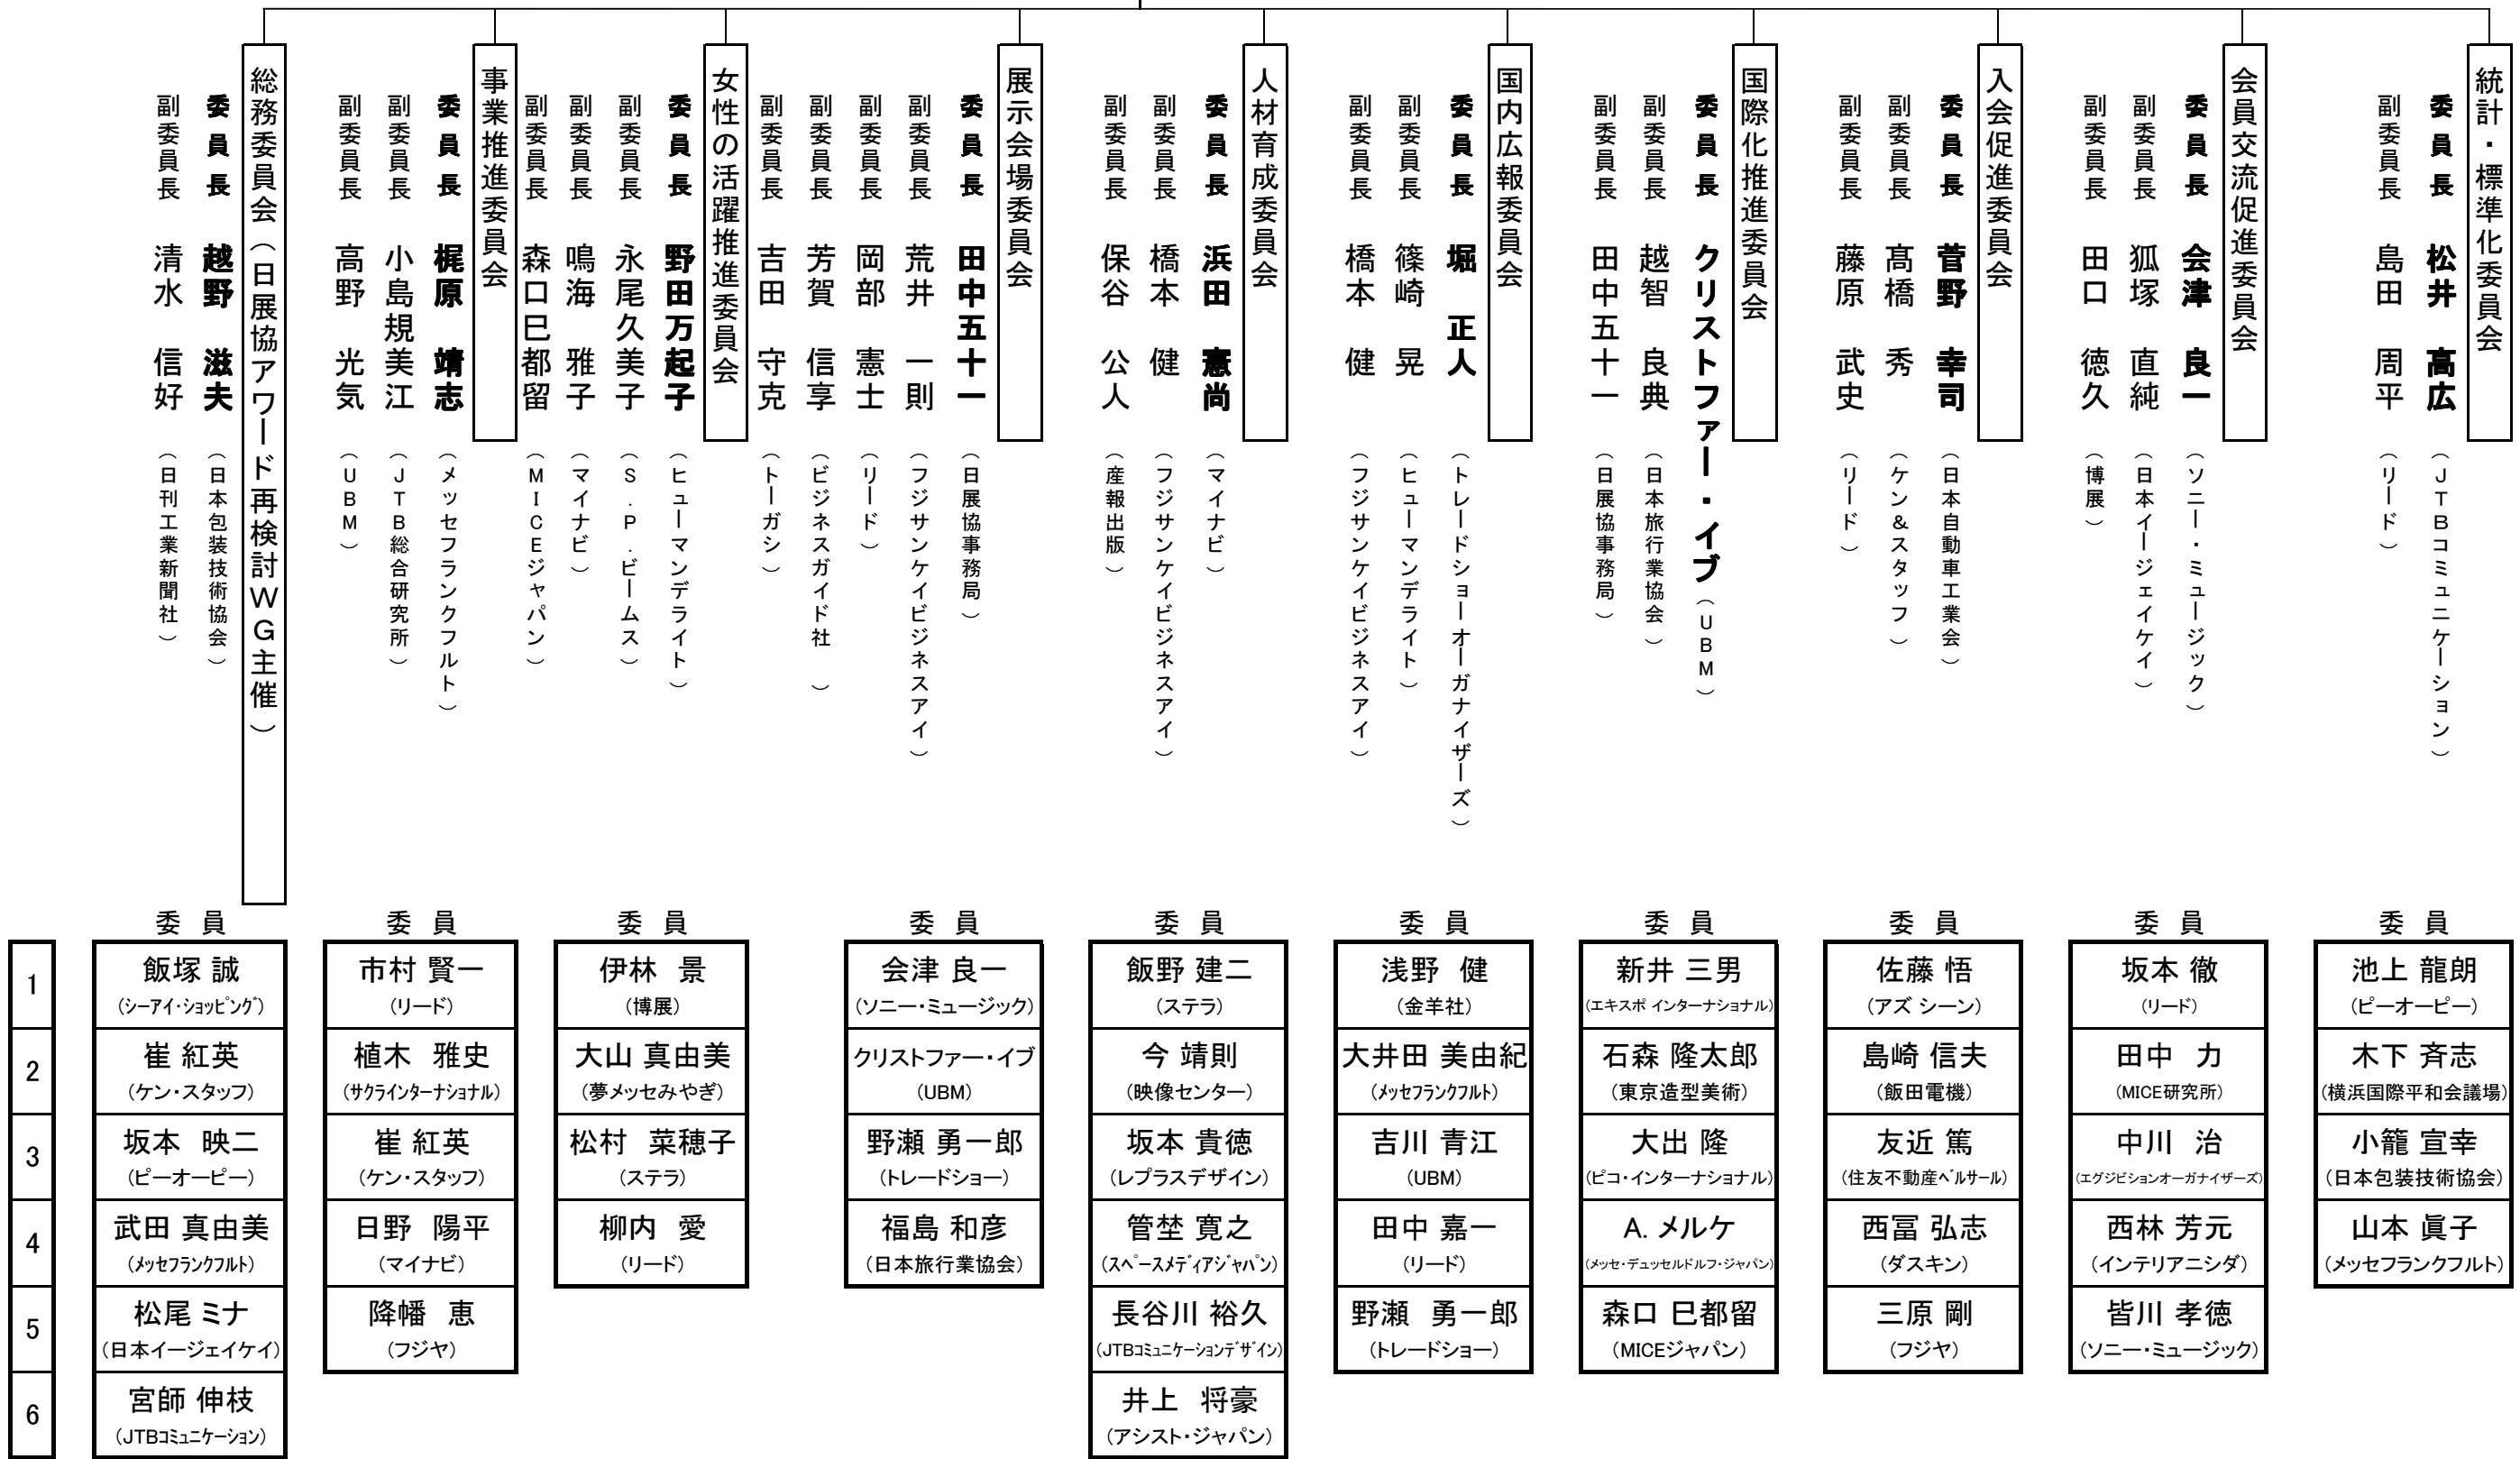 統計・標準化委員会
委員長 松井 高広 （JTBコミュニケーション）
副委員長 島田 周平 （リード）
会員交流促進委員会
委員長 会津 良一 （ソニー・ミュージック）
副委員長 狐塚 直純 （日本イージェイケイ）
副委員長 田口 徳久 （博展）
入会促進委員会
委員長 菅野 幸司 （日本自動車工業会）
副委員長 髙橋 秀 （ケン&スタッフ）
副委員長 藤原 武史 （リード）
国際化推進委員会
委員長 クリストファー・イブ （UBM）
副委員長 越智 良典 （日本旅行業協会）
副委員長 田中五十一 （日展協事務局）
国内広報委員会
委員長 堀 正人 （トレードショーオーガナイザーズ）
副委員長 篠崎 晃 （ヒューマンデライト）
副委員長 橋本 健 （フジサンケイビジネスアイ）
人材育成委員会
委員長 浜田 憲尚 （マイナビ）
副委員長 橋本 健 （フジサンケイビジネスアイ）
副委員長 保谷 公人 （産報出版）
展示会場委員会
委員長 田中五十一 （日展協事務局）
副委員長 荒井 一則 （フジサンケイビジネスアイ）
副委員長 岡部 憲士 （リード）
副委員長 芳賀 信享 （ビジネスガイド社 ）
副委員長 吉田 守克 （トーガシ）
女性の活躍推進委員会
委員長 野田万起子 （ヒューマンデライト）
副委員長 永尾久美子 （S.P.ビームス）
副委員長 鳴海 雅子 （マイナビ）
副委員長 森口巳都留 （MICEジャパン）
事業推進委員会
委員長 梶原 靖志 （メッセフランクフルト）
副委員長 小島規美江 （JTB総合研究所）
副委員長 高野 光気 （UBM）
総務委員会（日展協アワード再検討WG主催）
委員長 越野 滋夫 （日本包装技術協会）
副委員長 清水 信好 （日刊工業新聞社）
委 員 委 員 委 員 委 員 委 員 委 員 委 員 委 員 委 員 委 員
1 飯塚 誠 市村 賢一 伊林 景 会津 良一 飯野 建二 浅野 健 新井 三男 佐藤 悟 坂本 徹 池上 龍朗
（シーアイ・ショッピング） （リード） （博展） （ソニー・ミュージック） （ステラ） （金羊社） （エキスポ インターナショナル） （アズ シーン） （リード） （ピーオーピー）
2 崔 紅英 植木 雅史 大山 真由美 クリストファー・イブ 今 靖則 大井田 美由紀 石森 隆太郎 島崎 信夫 田中 力 木下 斉志
（ケン・スタッフ） （サクラインターナショナル） （夢メッセみやぎ） （UBM） （映像センター） （メッセフランクフルト） （東京造型美術） （飯田電機） （MICE研究所） （横浜国際平和会議場）
3 坂本 映二 崔 紅英 松村 菜穂子 野瀬 勇一郎 坂本 貴徳 吉川 青江 大出 隆 友近 篤 中川 治 小籠 宣幸
（ピーオーピー） （ケン・スタッフ） （ステラ） （トレードショー） （レプラスデザイン） （UBM） （ピコ・インターナショナル） （住友不動産ベルサール） （エグジビションオーガナイザーズ） （日本包装技術協会）
4 武田 真由美 日野 陽平 柳内 愛 福島 和彦 管埜 寛之 田中 嘉一 A. メルケ 西冨 弘志 西林 芳元 山本 眞子
（メッセフランクフルト） （マイナビ） （リード） （日本旅行業協会） （スペースメディアジャパン） （リード） （メッセ・デュッセルドルフ・ジャパン） （ダスキン） （インテリアニシダ） （メッセフランクフルト）
5 松尾 ミナ 降幡 恵 長谷川 裕久 野瀬 勇一郎 森口 巳都留 三原 剛 皆川 孝徳
（日本イージェイケイ） （フジヤ） （JTBコミュニケーションデザイン） （トレードショー） （MICEジャパン） （フジヤ） （ソニー・ミュージック）
6 宮師 伸枝 井上 将豪
（JTBコミュニケーション） （アシスト・ジャパン）